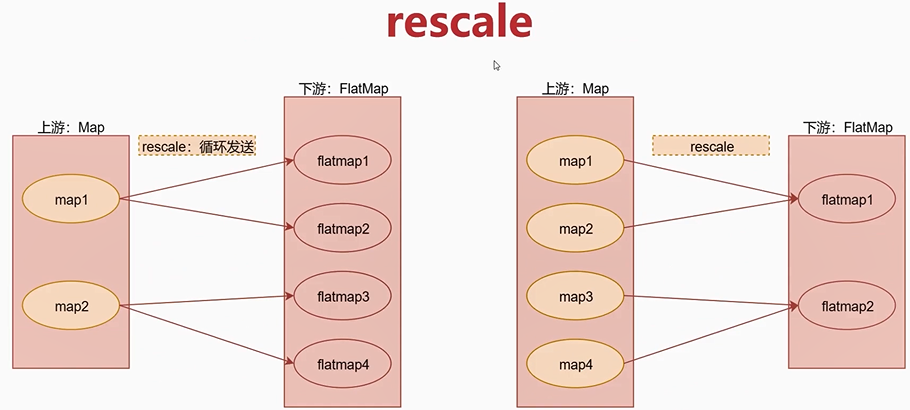 rescale
上游：Map
rescale：循环发送
map1
map2
下游：FlatMap
flatmap1
flatmap2
flatmap3
flatmap4
上游：Map
map1
map2
map3
map4
rescale
下游：FlatMap
flatmap1
flatmap2